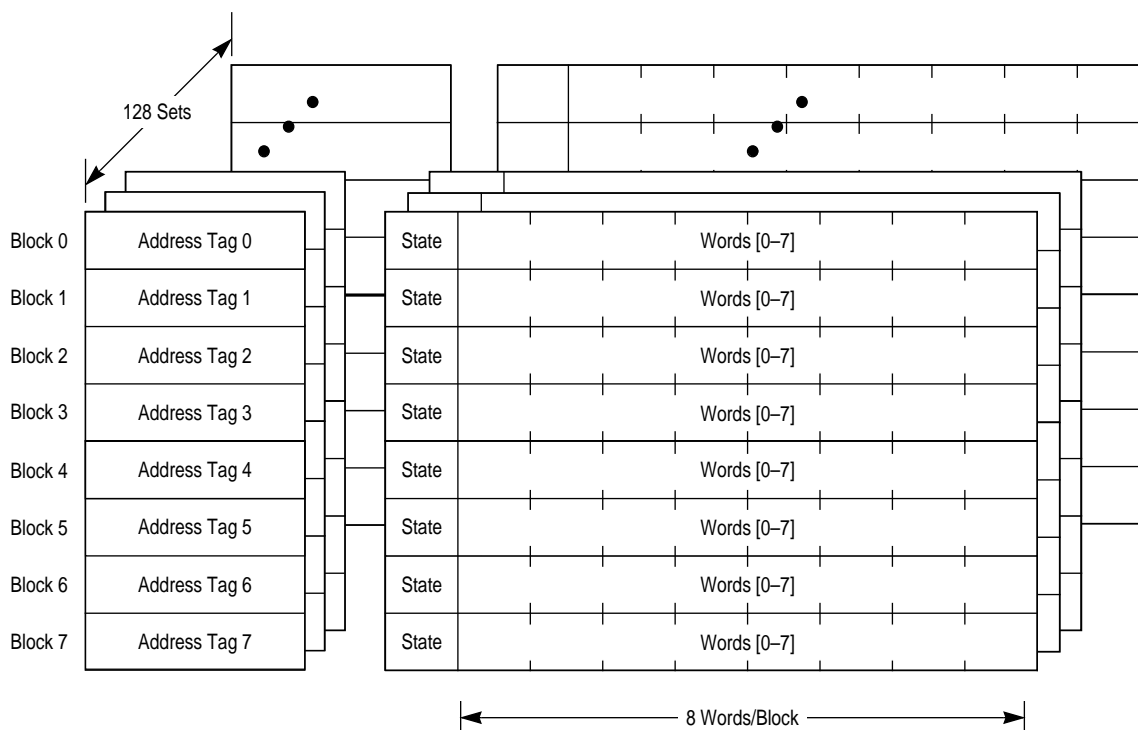 128 Sets
Block 0 Address Tag 0 State Words [0–7]
Block 1 Address Tag 1 State Words [0–7]
Block 2 Address Tag 2 State Words [0–7]
Block 3 Address Tag 3 State Words [0–7]
Block 4 Address Tag 4 State Words [0–7]
Block 5 Address Tag 5 State Words [0–7]
Block 6 Address Tag 6 State Words [0–7]
Block 7 Address Tag 7 State Words [0–7]
8 Words/Block